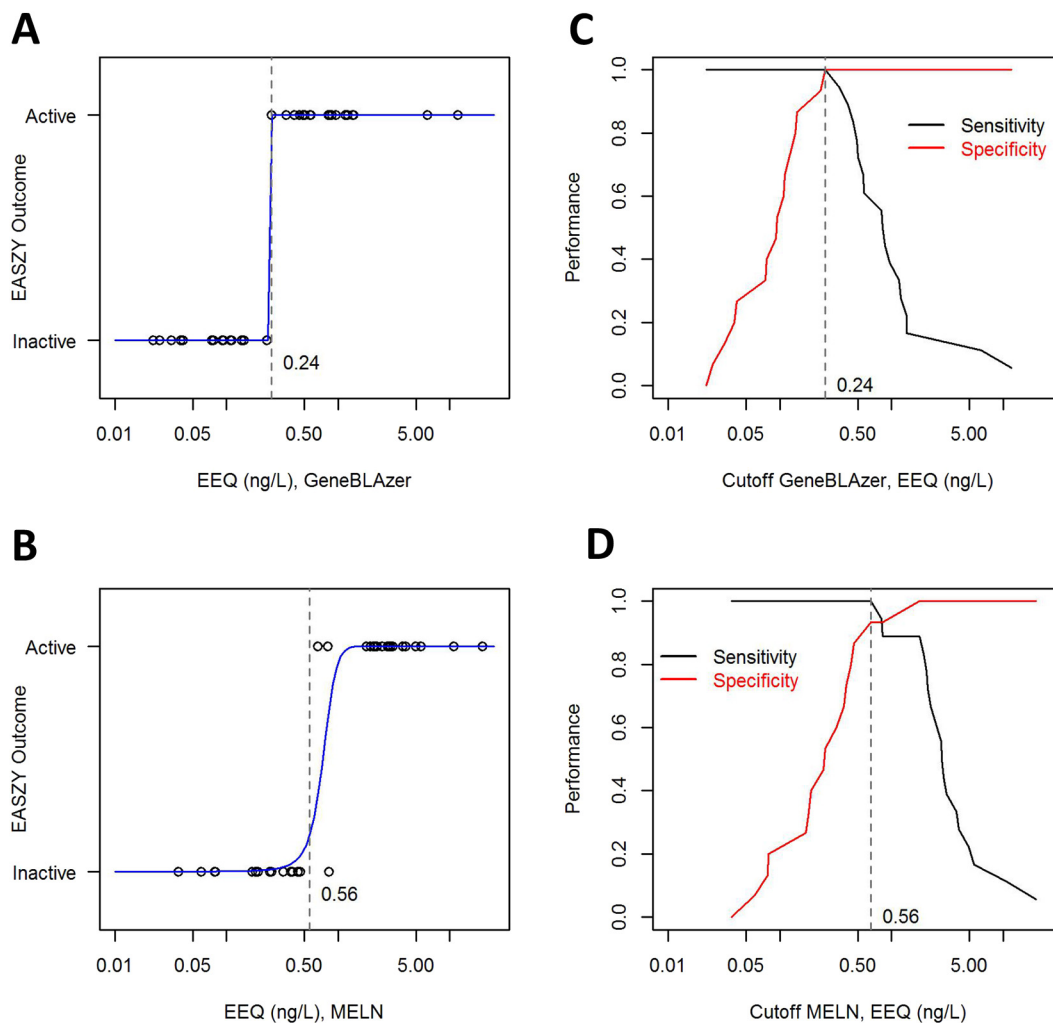 A
Active
Inactive
EASZY Outcome
0.24
0.01
0.05
0.50
5.00
EEQ (ng/L), GeneBLAzer
C
1.0
0.8
0.6
0.4
0.2
0.0
Performance
Sensitivity
Specificity
0.24
0.01
0.05
0.50
5.00
Cutoff GeneBLAzer, EEQ (ng/L)
B
Active
Inactive
EASZY Outcome
0.56
0.01
0.05
0.50
5.00
EEQ (ng/L), MELN
D
1.0
0.8
0.6
0.4
0.2
0.0
Performance
Sensitivity
Specificity
0.56
0.01
0.05
0.50
5.00
Cutoff MELN, EEQ (ng/L)